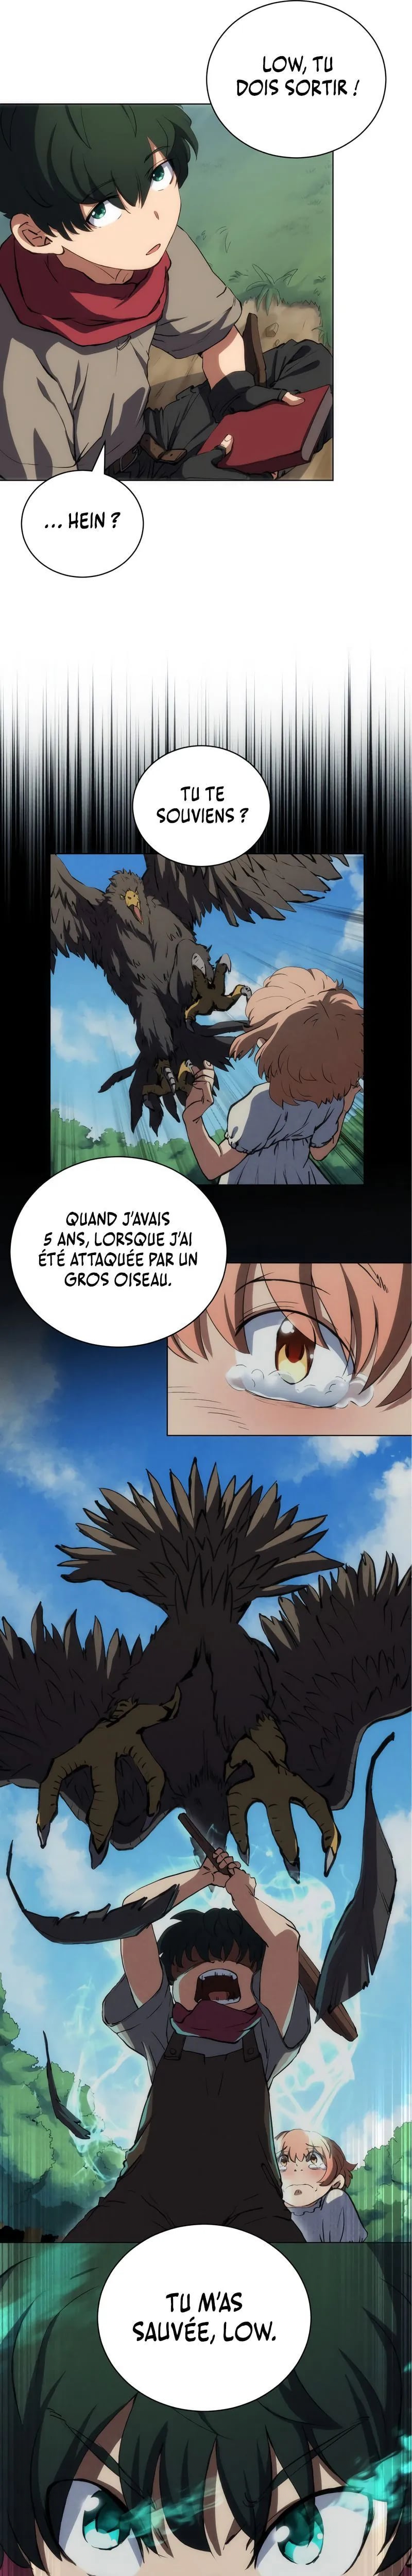 LOW, TU
DOIS SORTIR !
... HEIN ?
TU TE
SOUVIENS ?
QUAND J'AVAIS
5 ANS, LORSQUE J'AI
ÉTÉ ATTAQUÉE PAR UN
GROS OISEAU.
TU M'AS
SAUVÉE, LOW.